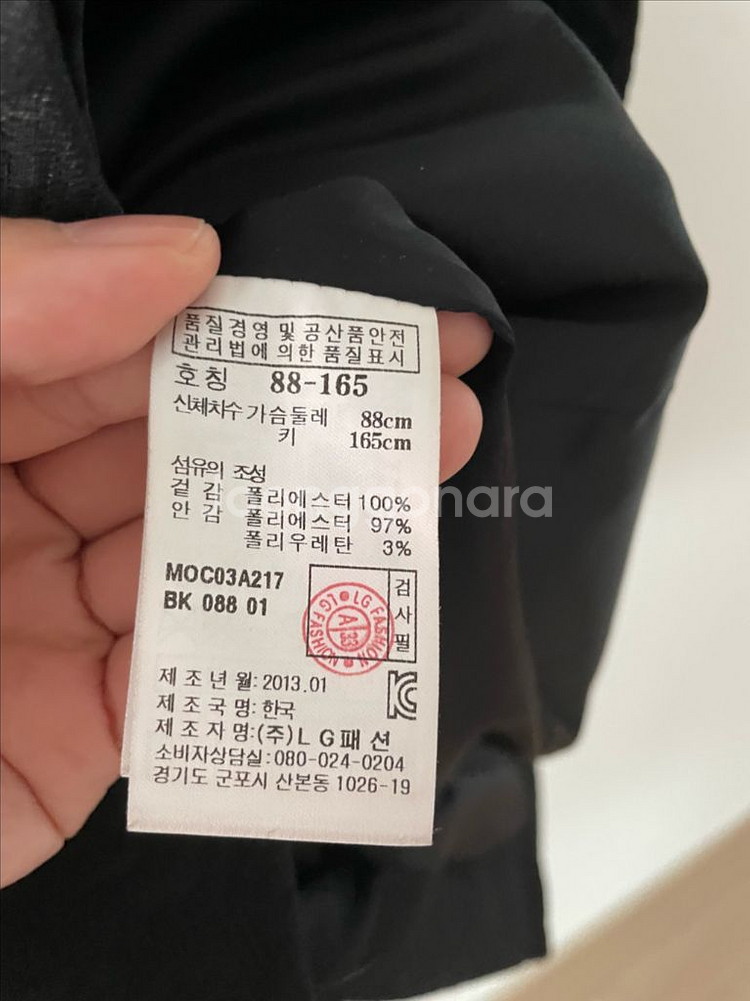 품질경영 및 공산품안전
관리법에 의한 품질표시
호칭 88-165
신체치수 가슴둘레 88cm
키 165cm
섬유의 조성
겉감 폴리에스터 100%
안감 폴리에스터 97%
폴리우레탄 3%
MOC03A217
BK 088 01
검사필
LG FASHION
LG FASHION
A
33
제조년월: 2013.01
제조국명: 한국
제조자명:(주)LG패션
소비자상담실:080-024-0204
경기도 군포시 산본동 1026-19